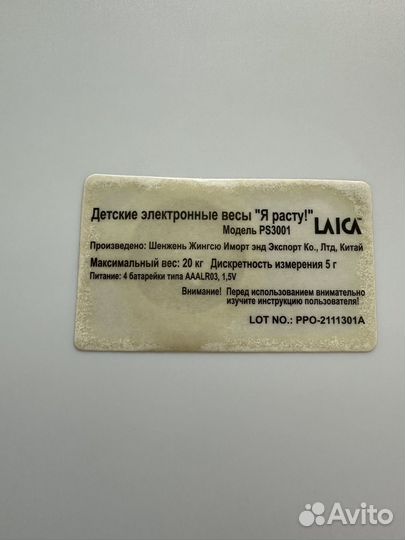 Детские электронные весы "Я расту!"
Модель PS3001
LAICA
Произведено: Шенжень Жингсю Иморт энд Экспорт Ко., Лтд, Китай
Максимальный вес: 20 кг Дискретность измерения 5 г
Питание: 4 батарейки типа AAALR03, 1,5V
Внимание! Перед использованием внимательно
изучите инструкцию пользователя!
LOT NO.: PPO-2111301A
Avito